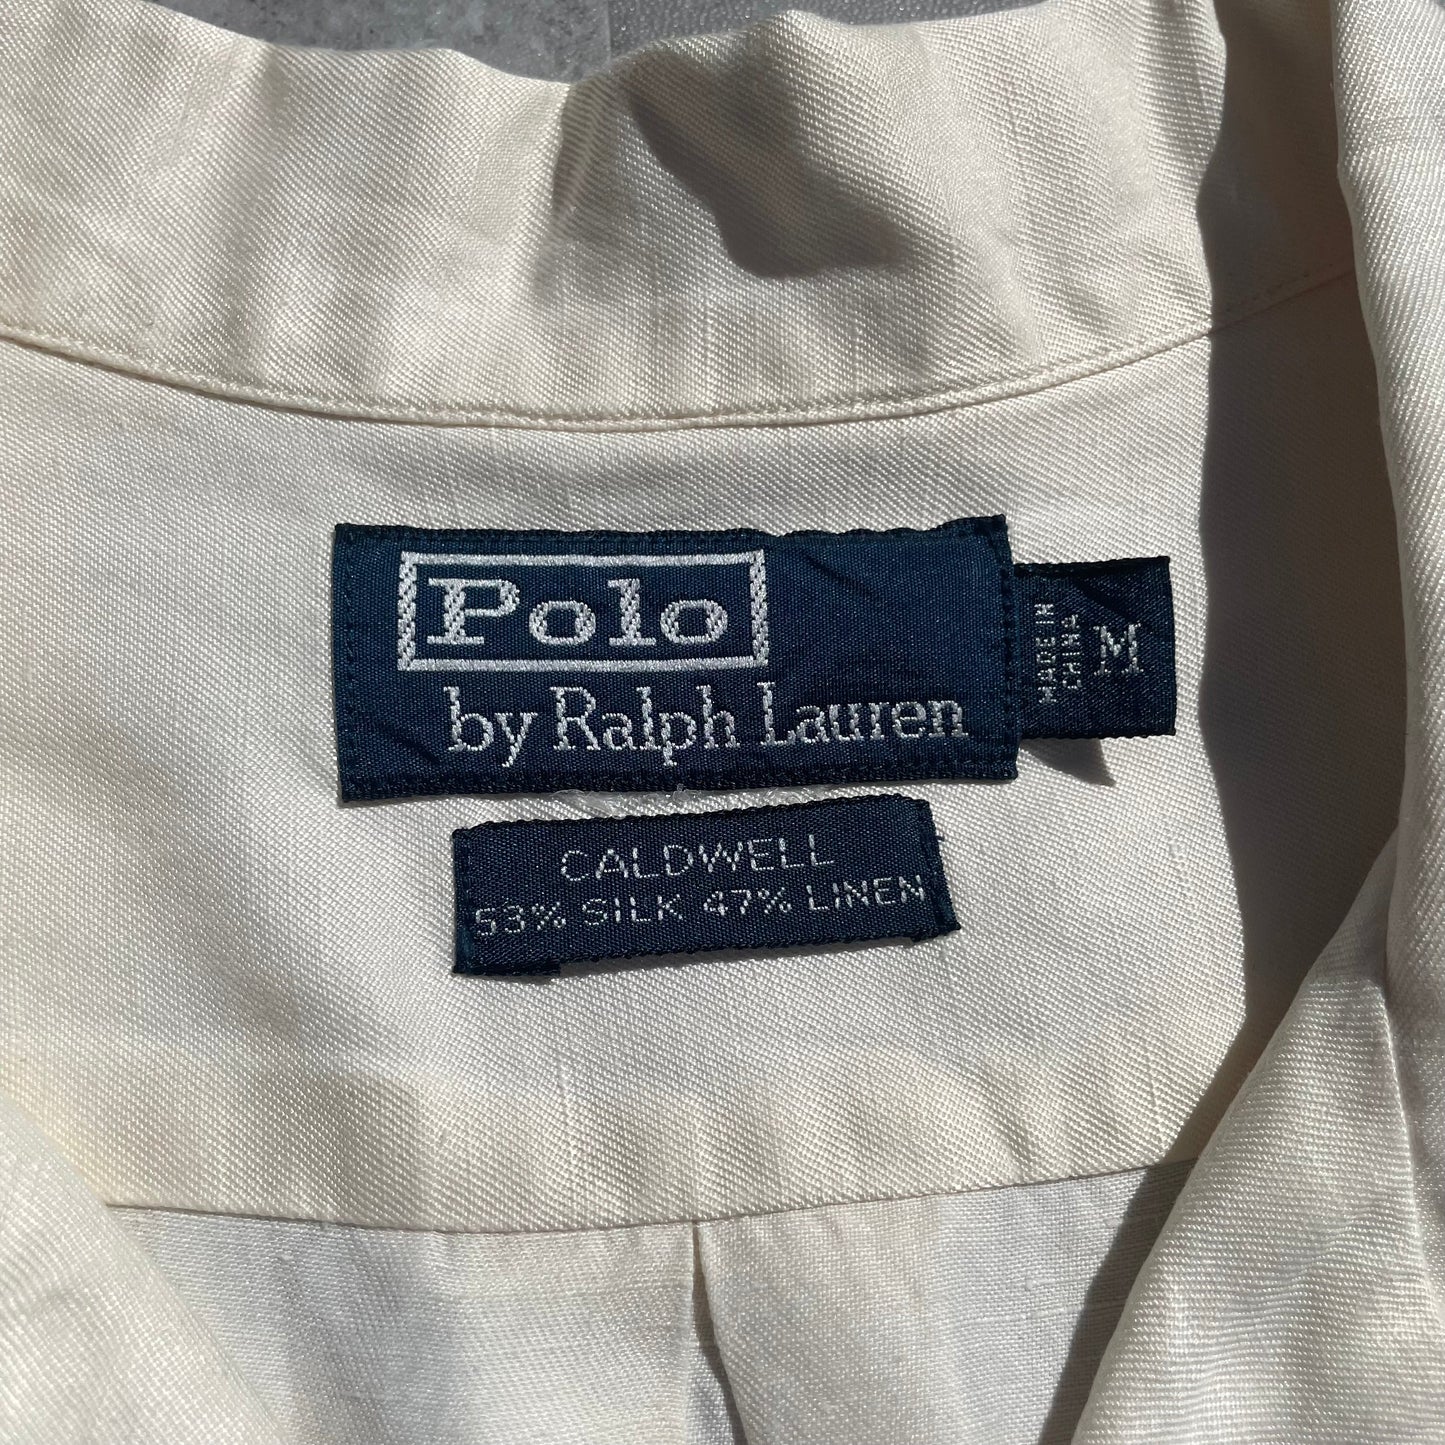 Polo
by Ralph Lauren
MADE IN
CHINA
M
CALDWELL
53% SILK 47% LINEN